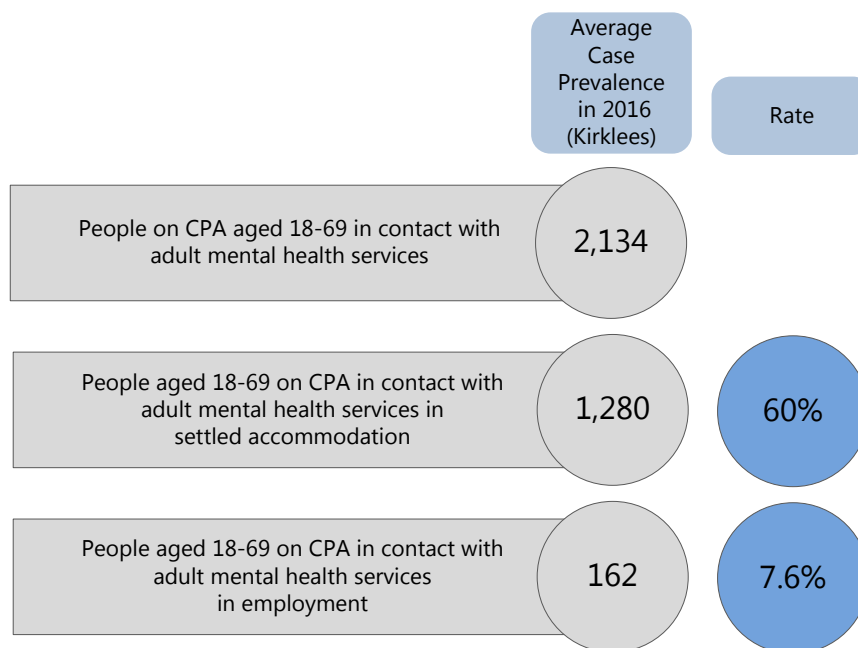 Average
Case
Prevalence
in 2016
(Kirklees)
Rate
People on CPA aged 18-69 in contact with
adult mental health services
2,134
People aged 18-69 on CPA in contact with
adult mental health services in
settled accommodation
1,280
60%
People aged 18-69 on CPA in contact with
adult mental health services
in employment
162
7.6%